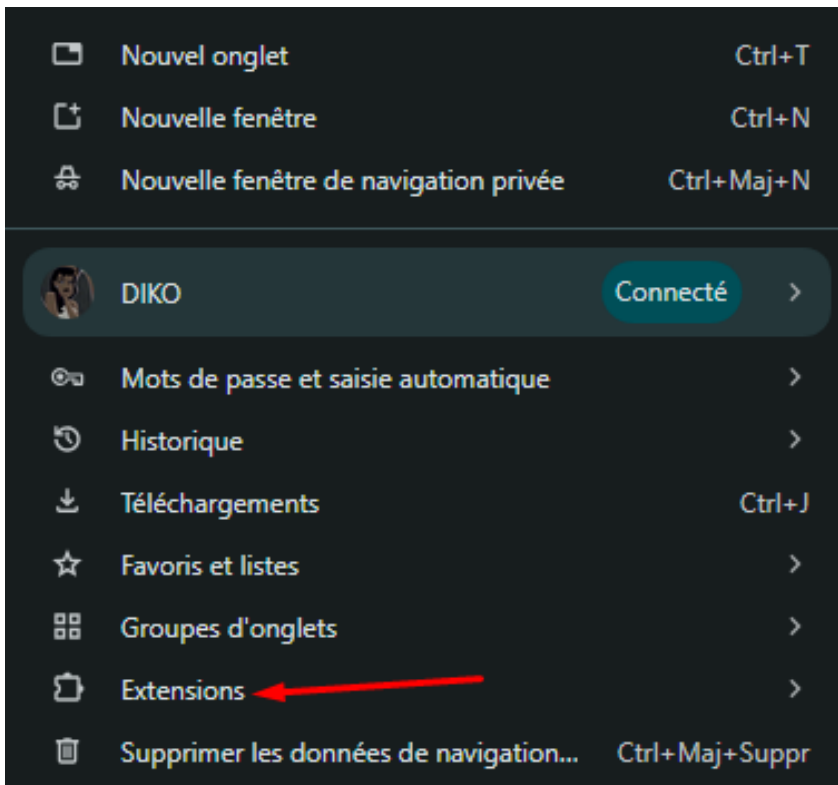 Nouvel onglet Ctrl+T
Nouvelle fenêtre Ctrl+N
Nouvelle fenêtre de navigation privée Ctrl+Maj+N
DIKO Connecté
Mots de passe et saisie automatique
Historique
Téléchargements Ctrl+J
Favoris et listes
Groupes d'onglets
Extensions
Supprimer les données de navigation... Ctrl+Maj+Suppr